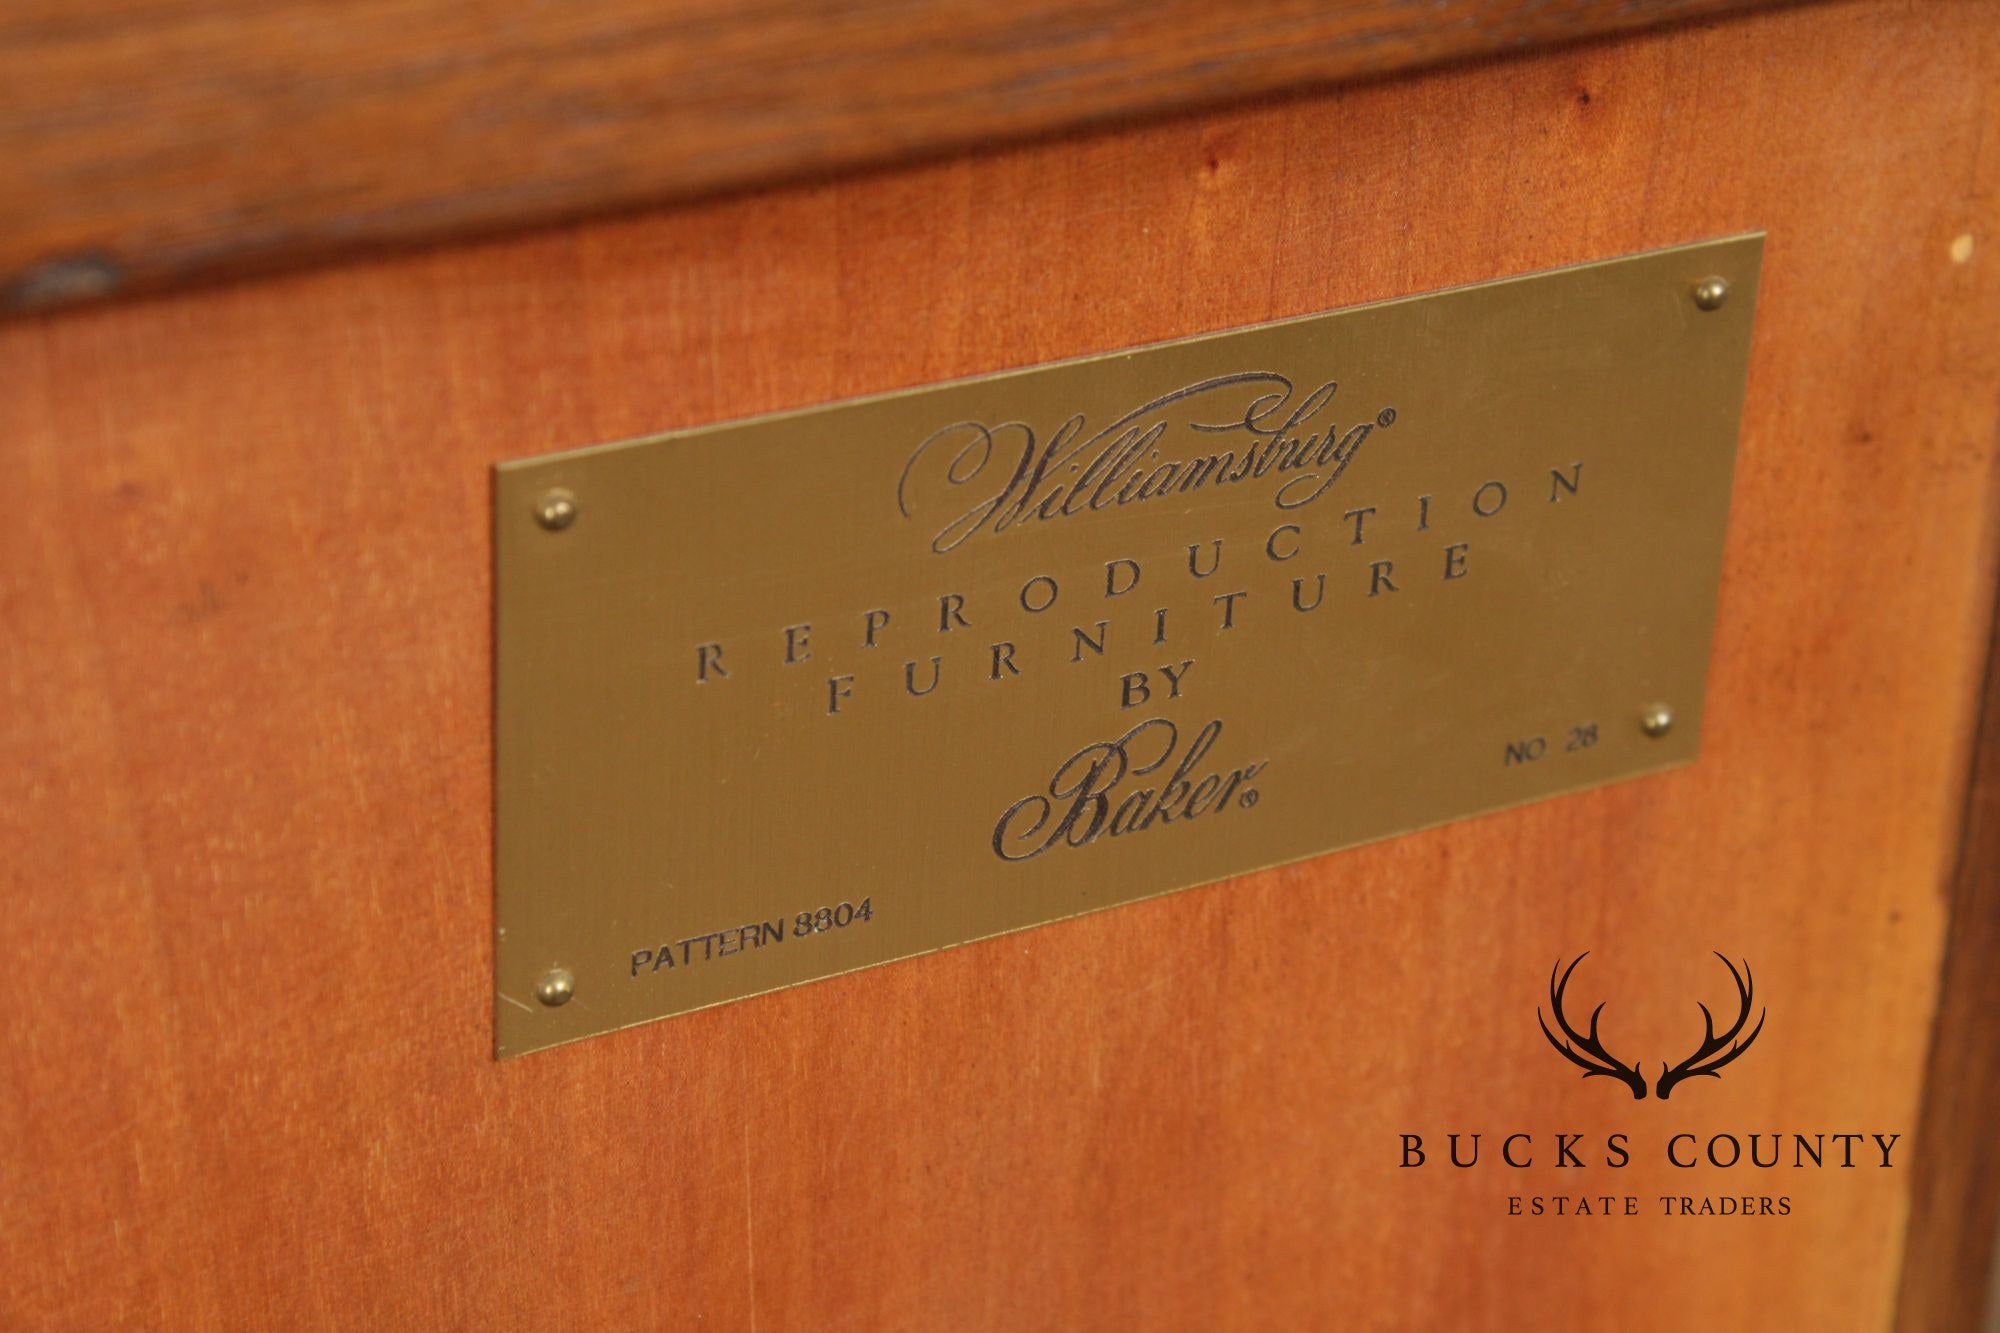 Williamsburg®
REPRODUCTION
FURNITURE
BY
Baker®
NO 28
PATTERN 8804
BUCKS COUNTY
ESTATE TRADERS